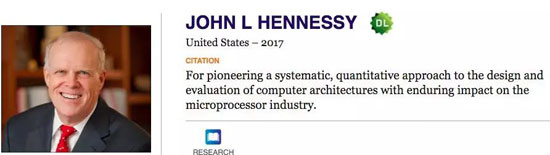 JOHN L HENNESSY DL
United States – 2017
CITATION
For pioneering a systematic, quantitative approach to the design and
evaluation of computer architectures with enduring impact on the
microprocessor industry.
RESEARCH